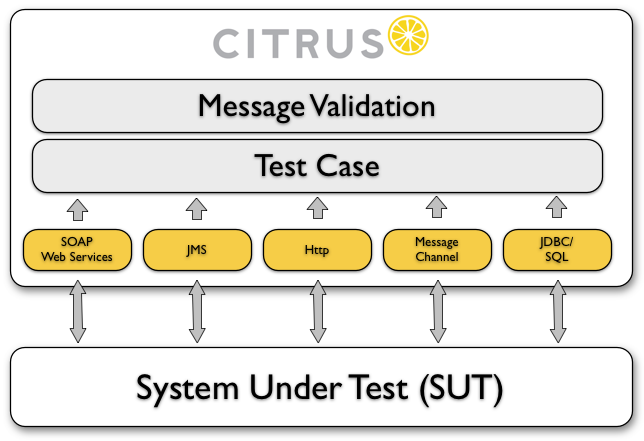 CITRUS
Message Validation
Test Case
SOAP
Web Services
JMS
Http
Message
Channel
JDBC/
SQL
System Under Test (SUT)